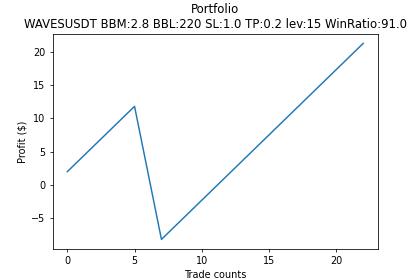 Portfolio
WAVESUSDT BBM:2.8 BBL:220 SL:1.0 TP:0.2 lev:15 WinRatio:91.0
20
15
10
5
0
−5
Profit ($)
0 5 10 15 20
Trade counts